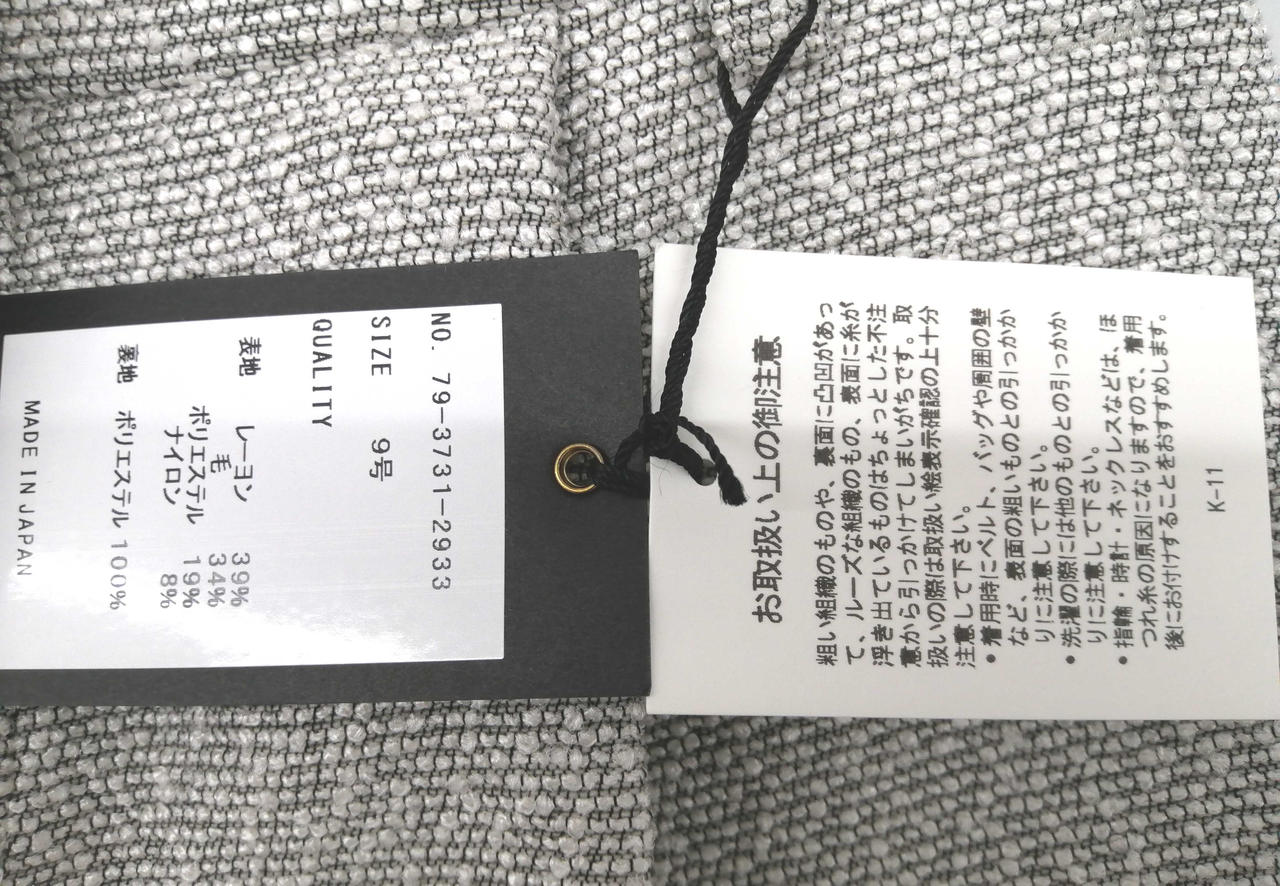 NO. 79-3731-2933
SIZE 9号
QUALITY
表地 レーヨン 39%
毛 34%
ポリエステル 19%
ナイロン 8%
裏地 ポリエステル 100%
MADE IN JAPAN
お取扱い上の御注意
粗い組織のものや、裏面に凸凹があっ
て、ルーズな組織のもの、表面に糸が
浮き出ているものはちょっとした不注
意から引っかけてしまいがちです。取
扱いの際は取扱い絵表示確認の上十分
注意して下さい。
・着用時にベルト、バッグや周囲の壁
など、表面の粗いものとの引っかか
りに注意して下さい。
・洗濯の際には他のものとの引っかか
りに注意して下さい。
・指輪・時計・ネックレスなどは、ほ
つれ糸の原因になりますので、着用
後にお付けすることをおすすめします。
K-11